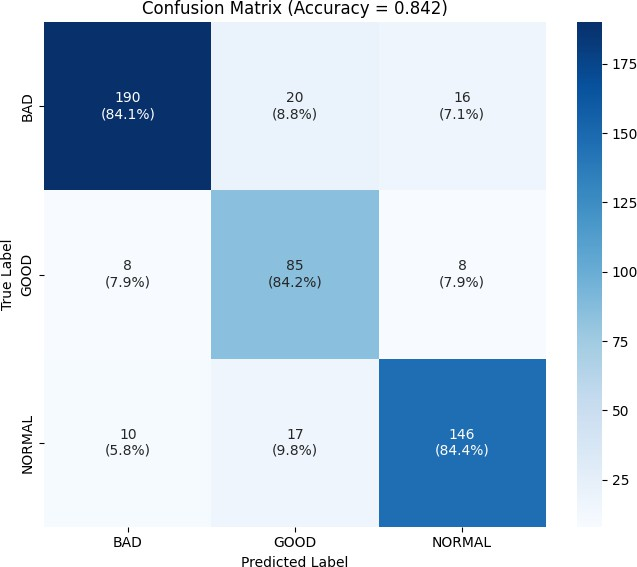 Confusion Matrix (Accuracy = 0.842)
BAD
190
(84.1%)
20
(8.8%)
16
(7.1%)
True Label
GOOD
8
(7.9%)
85
(84.2%)
8
(7.9%)
NORMAL
10
(5.8%)
17
(9.8%)
146
(84.4%)
BAD
GOOD
NORMAL
Predicted Label
175
150
125
100
75
50
25